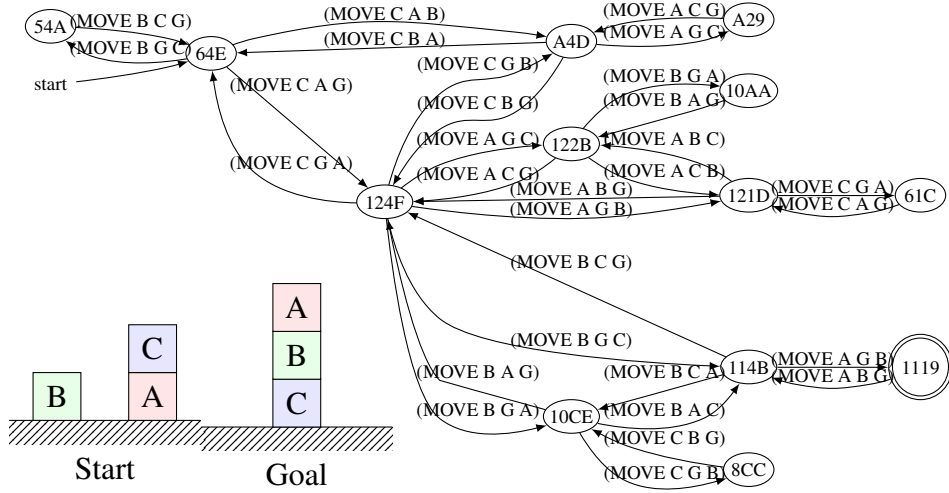 54A
(MOVE B C G)
(MOVE B G C)
start
64E
(MOVE C A B)
(MOVE C B A)
(MOVE C A G)
(MOVE C G A)
A4D
(MOVE A C G)
(MOVE A G C)
A29
(MOVE C G B)
(MOVE C B G)
(MOVE B G A)
(MOVE B A G)
10AA
(MOVE A G C)
(MOVE A C G)
122B
(MOVE A B C)
(MOVE A C B)
124F
(MOVE A B G)
(MOVE A G B)
121D
(MOVE C G A)
(MOVE C A G)
61C
(MOVE B C G)
(MOVE B G C)
(MOVE B A G)
(MOVE B G A)
10CE
(MOVE B C A)
(MOVE B A C)
114B
(MOVE A G B)
(MOVE A B G)
1119
(MOVE C B G)
(MOVE C G B)
8CC
B
C
A
Start
A
B
C
Goal